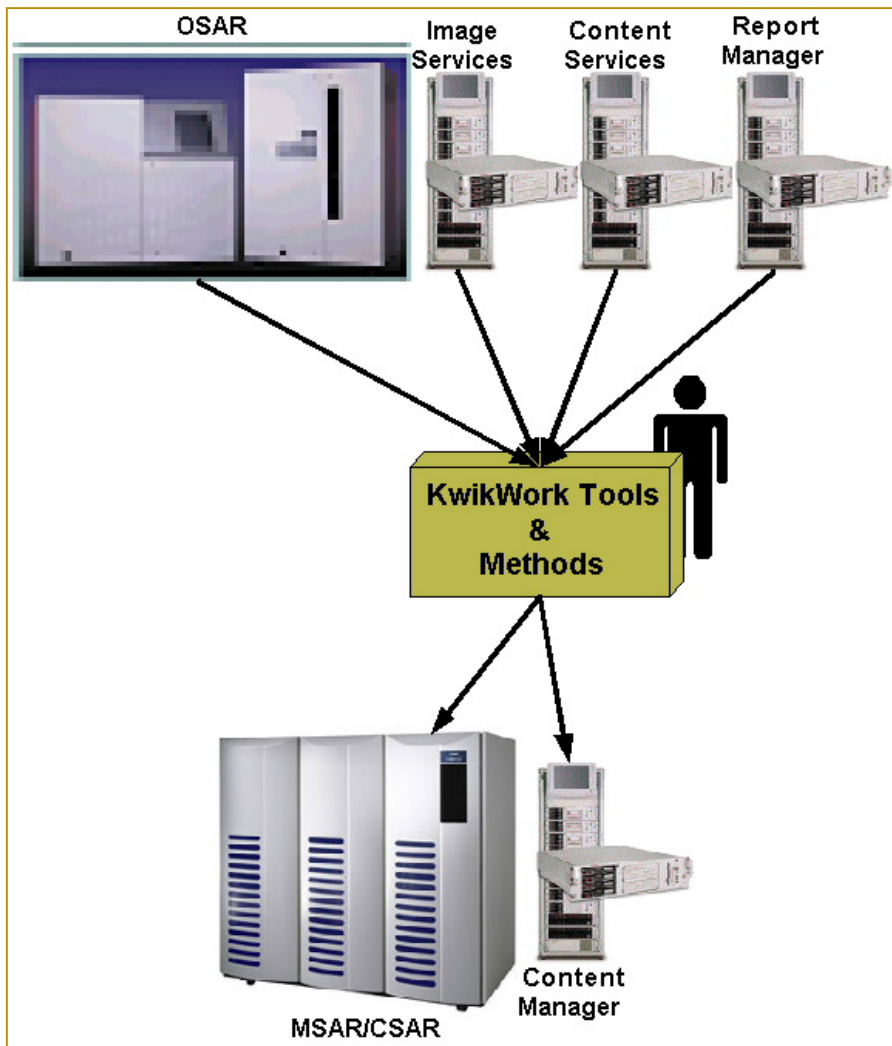 OSAR
Image
Services
Content
Services
Report
Manager
KwikWork Tools
&
Methods
Content
Manager
MSAR/CSAR